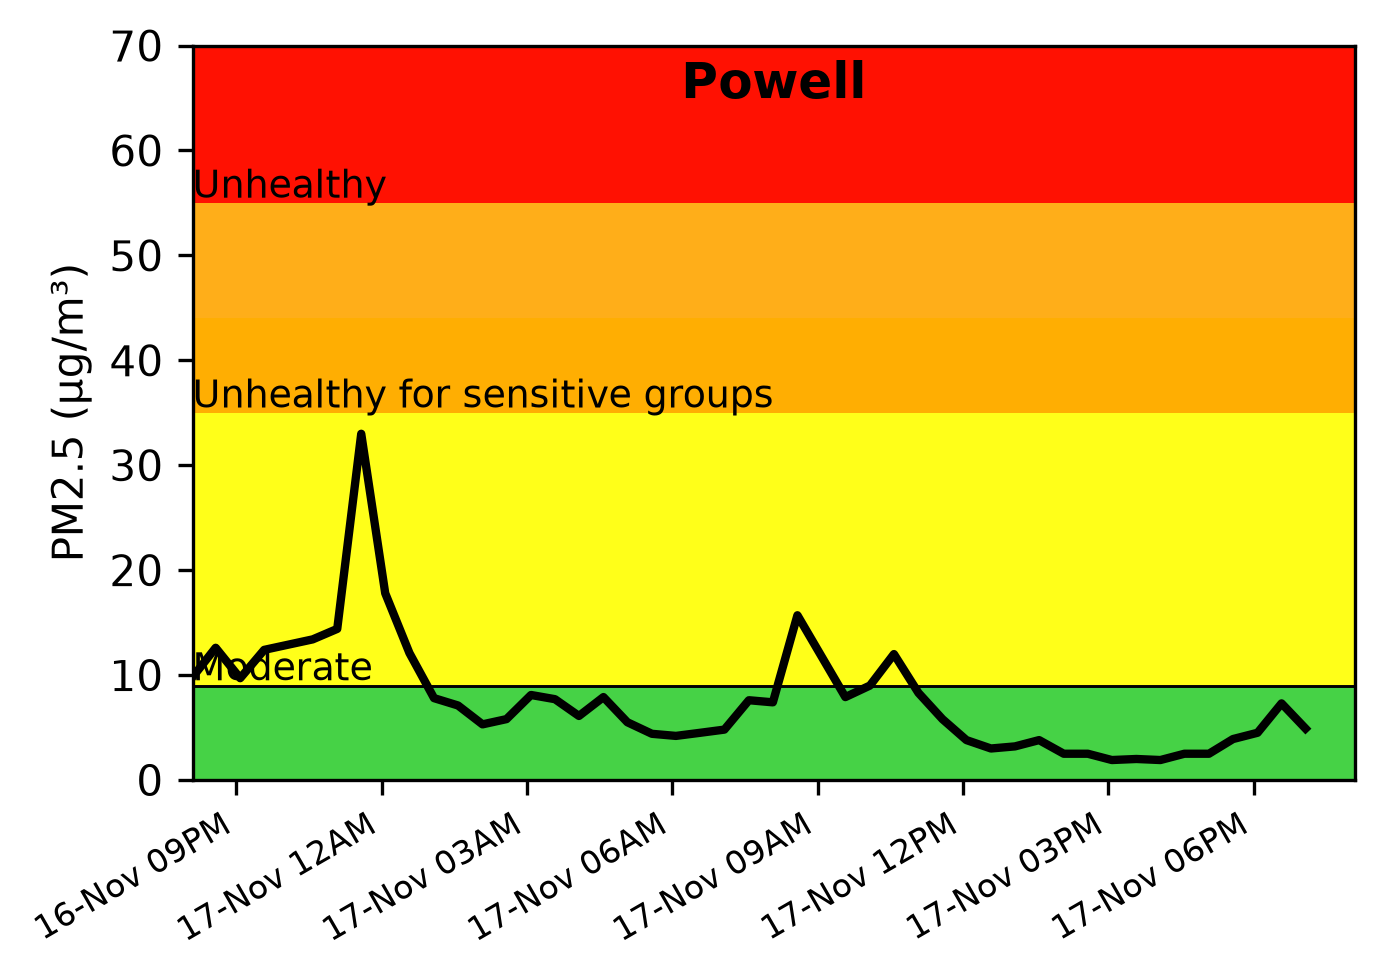 Powell
PM2.5 (µg/m³)
70
60
50
40
30
20
10
0
Unhealthy
Unhealthy for sensitive groups
Moderate
16-Nov 09PM
17-Nov 12AM
17-Nov 03AM
17-Nov 06AM
17-Nov 09AM
17-Nov 12PM
17-Nov 03PM
17-Nov 06PM